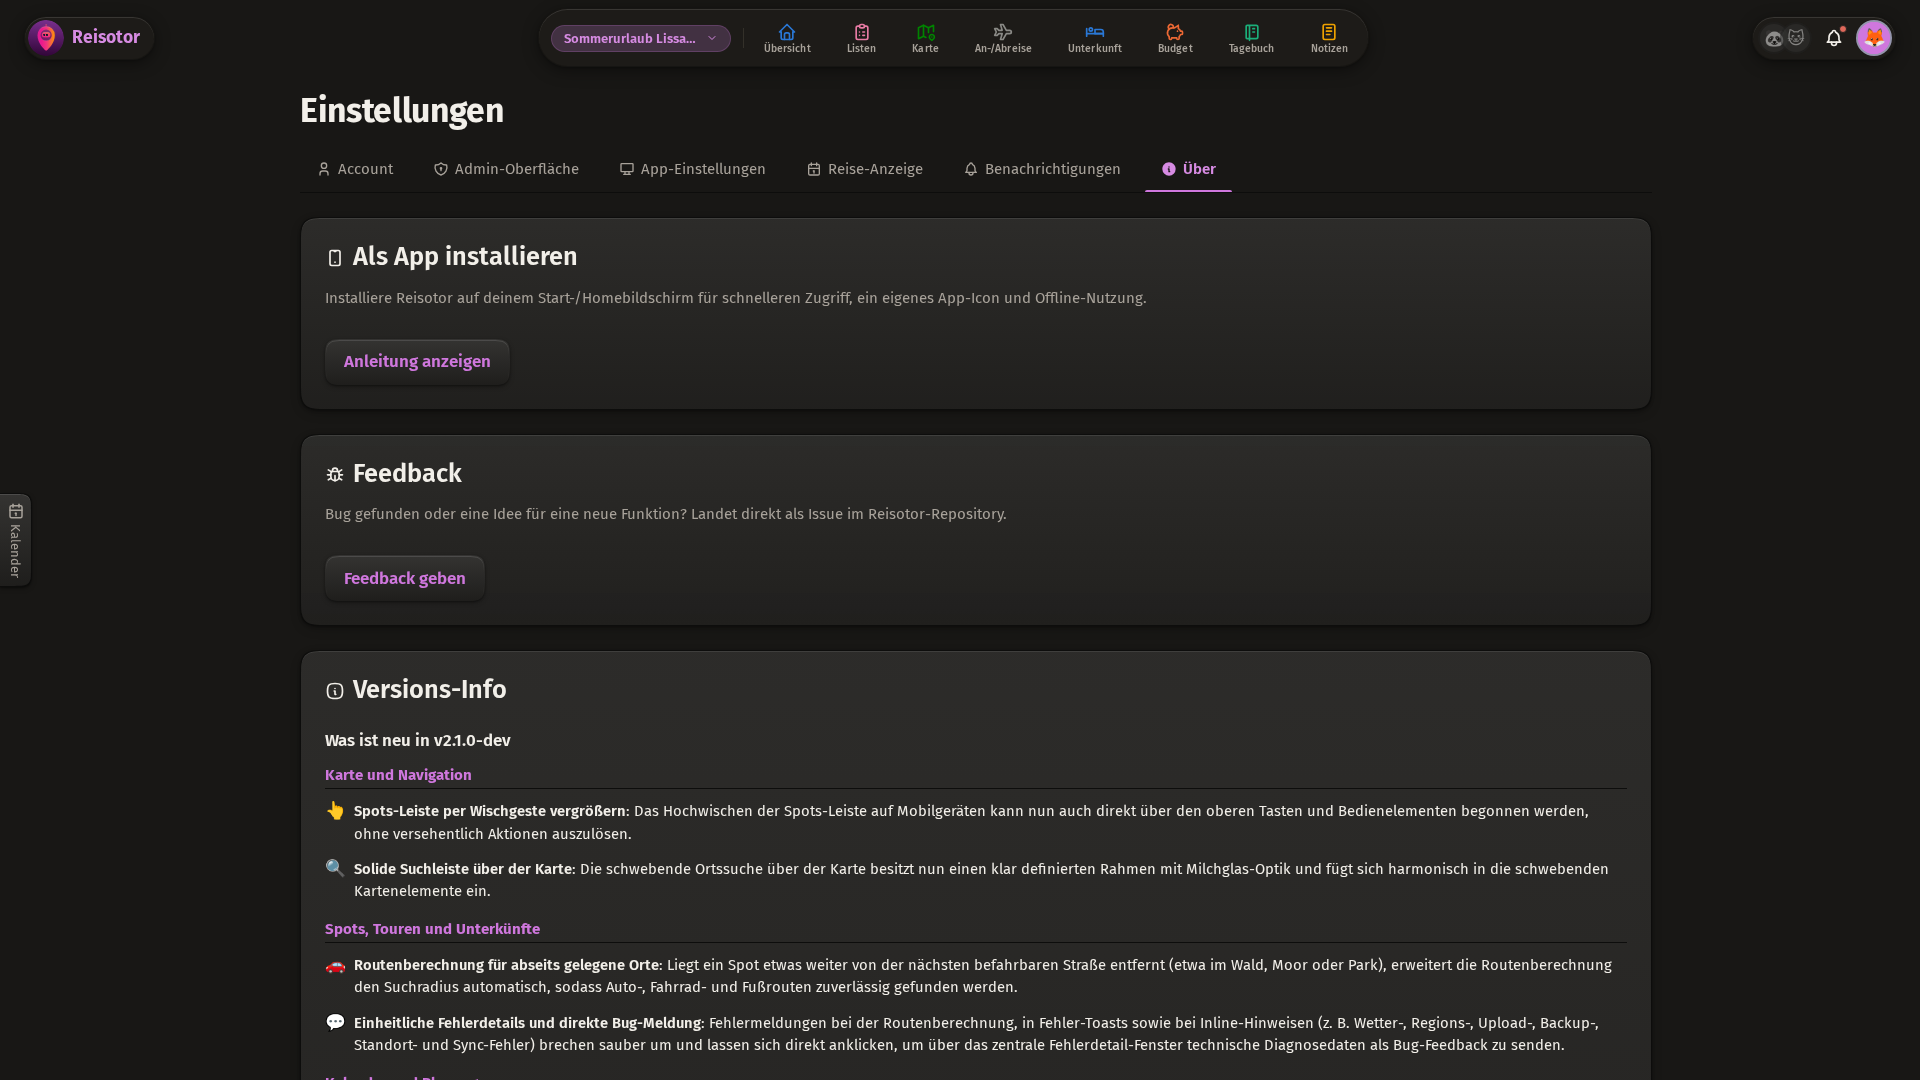 Reisotor
Sommerurlaub Lissa...
Übersicht
Listen
Karte
An-/Abreise
Unterkunft
Budget
Tagebuch
Notizen
Einstellungen
Account
Admin-Oberfläche
App-Einstellungen
Reise-Anzeige
Benachrichtigungen
Über
Als App installieren
Installiere Reisotor auf deinem Start-/Homebildschirm für schnelleren Zugriff, ein eigenes App-Icon und Offline-Nutzung.
Anleitung anzeigen
Feedback
Bug gefunden oder eine Idee für eine neue Funktion? Landet direkt als Issue im Reisotor-Repository.
Feedback geben
Kalender
Versions-Info
Was ist neu in v2.1.0-dev
Karte und Navigation
Spots-Leiste per Wischgeste vergrößern: Das Hochwischen der Spots-Leiste auf Mobilgeräten kann nun auch direkt über den oberen Tasten und Bedienelementen begonnen werden,
ohne versehentlich Aktionen auszulösen.
Solide Suchleiste über der Karte: Die schwebende Ortssuche über der Karte besitzt nun einen klar definierten Rahmen mit Milchglas-Optik und fügt sich harmonisch in die schwebenden
Kartenelemente ein.
Spots, Touren und Unterkünfte
Routenberechnung für abseits gelegene Orte: Liegt ein Spot etwas weiter von der nächsten befahrbaren Straße entfernt (etwa im Wald, Moor oder Park), erweitert die Routenberechnung
den Suchradius automatisch, sodass Auto-, Fahrrad- und Fußrouten zuverlässig gefunden werden.
Einheitliche Fehlerdetails und direkte Bug-Meldung: Fehlermeldungen bei der Routenberechnung, in Fehler-Toasts sowie bei Inline-Hinweisen (z. B. Wetter-, Regions-, Upload-, Backup-,
Standort- und Sync-Fehler) brechen sauber um und lassen sich direkt anklicken, um über das zentrale Fehlerdetail-Fenster technische Diagnosedaten als Bug-Feedback zu senden.